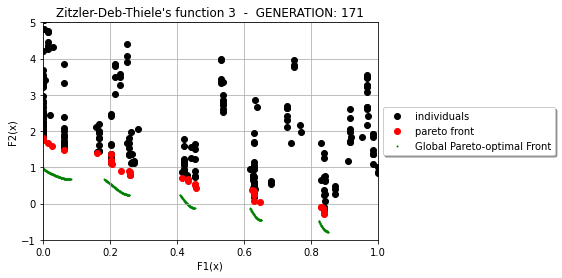 Zitzler-Deb-Thiele's function 3 - GENERATION: 171
5
4
3
2
1
0
−1
F2(x)
0.0 0.2 0.4 0.6 0.8 1.0
F1(x)
individuals
pareto front
Global Pareto-optimal Front